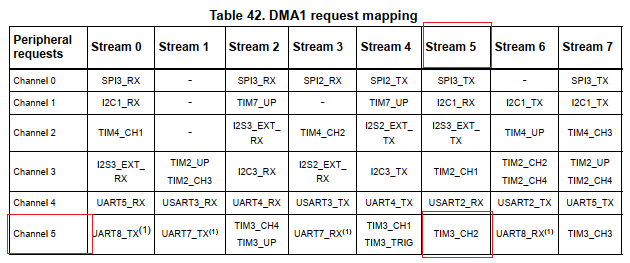 Table 42. DMA1 request mapping
Peripheral requests Stream 0 Stream 1 Stream 2 Stream 3 Stream 4 Stream 5 Stream 6 Stream 7
Channel 0 SPI3_RX - SPI3_RX SPI2_RX SPI2_TX SPI3_TX - SPI3_TX
Channel 1 I2C1_RX - TIM7_UP - TIM7_UP I2C1_RX I2C1_TX I2C1_TX
Channel 2 TIM4_CH1 - I2S3_EXT_RX TIM4_CH2 I2S2_EXT_TX I2S3_EXT_TX TIM4_UP TIM4_CH3
Channel 3 I2S3_EXT_RX TIM2_UP TIM2_CH3 I2C3_RX I2S2_EXT_RX I2C3_TX TIM2_CH1 TIM2_CH2 TIM2_CH4 TIM2_UP TIM2_CH4
Channel 4 UART5_RX USART3_RX UART4_RX USART3_TX UART4_TX USART2_RX USART2_TX UART5_TX
Channel 5 UART8_TX(1) UART7_TX(1) TIM3_CH4 TIM3_UP UART7_RX(1) TIM3_CH1 TIM3_TRIG TIM3_CH2 UART8_RX(1) TIM3_CH3